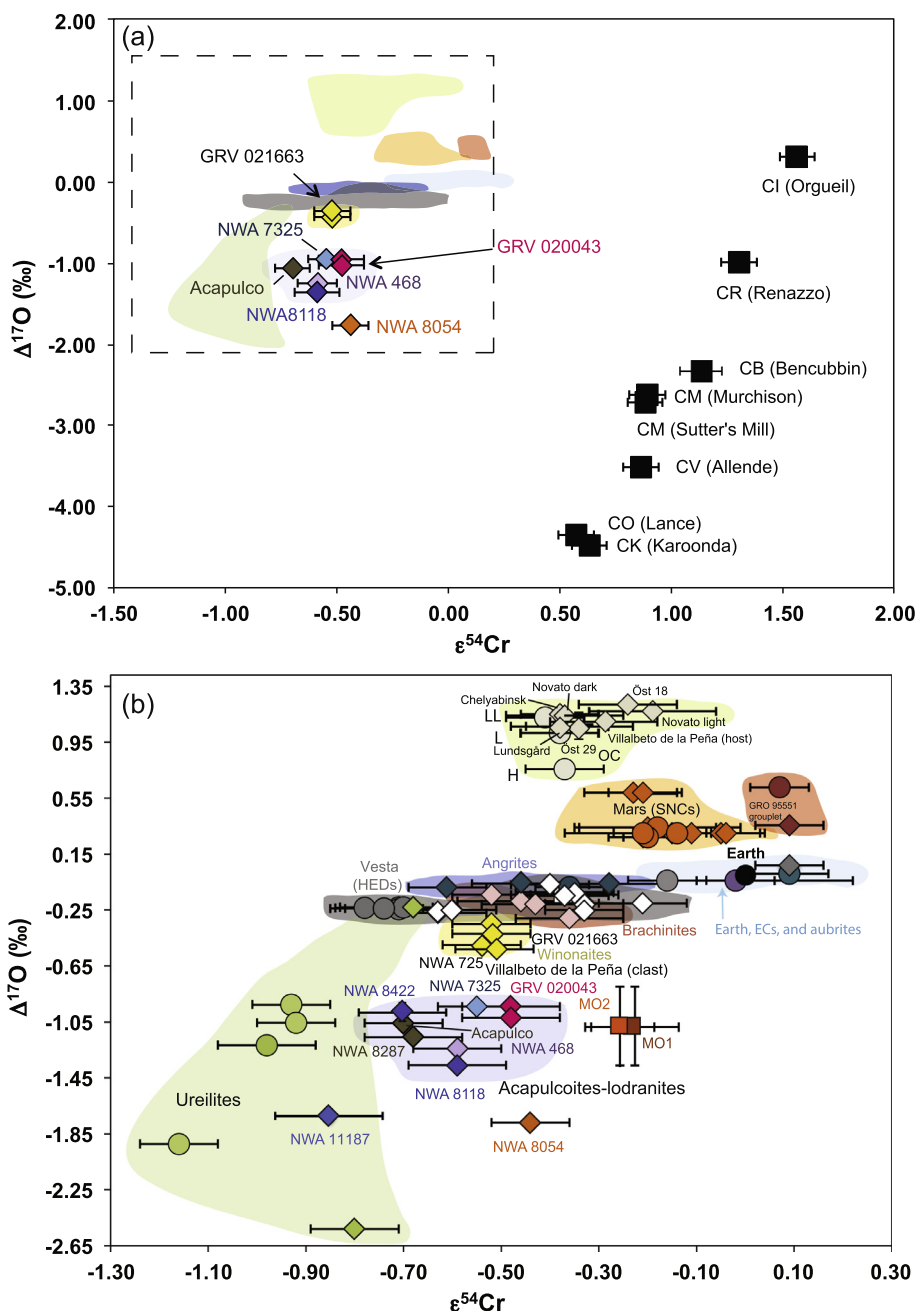 (a)
2.00
1.00
0.00
-1.00
-2.00
-3.00
-4.00
-5.00
Δ17O (‰)
GRV 021663
NWA 7325
GRV 020043
Acapulco
NWA 468
NWA8118
NWA 8054
CI (Orgueil)
CR (Renazzo)
CB (Bencubbin)
CM (Murchison)
CM (Sutter's Mill)
CV (Allende)
CO (Lance)
CK (Karoonda)
-1.50 -1.00 -0.50 0.00 0.50 1.00 1.50 2.00
ε54Cr
(b)
1.35
0.95
0.55
0.15
-0.25
-0.65
-1.05
-1.45
-1.85
-2.25
-2.65
Δ17O (‰)
Novato dark
Chelyabinsk
Öst 18
LL
Novato light
L
Villalbeto de la Peña (host)
Lundsgård
Öst 29
OC
H
Mars (SNCs)
GRO 95551
grouplet
Earth
Vesta
(HEDs)
Angrites
Earth, ECs, and aubrites
Brachinites
GRV 021663
Winonaites
NWA 725
Villalbeto de la Peña (clast)
NWA 7325
GRV 020043
NWA 8422
MO2
Acapulco
MO1
NWA 8287
NWA 468
NWA 8118
Acapulcoites-lodranites
Ureilites
NWA 11187
NWA 8054
-1.30 -1.10 -0.90 -0.70 -0.50 -0.30 -0.10 0.10 0.30
ε54Cr